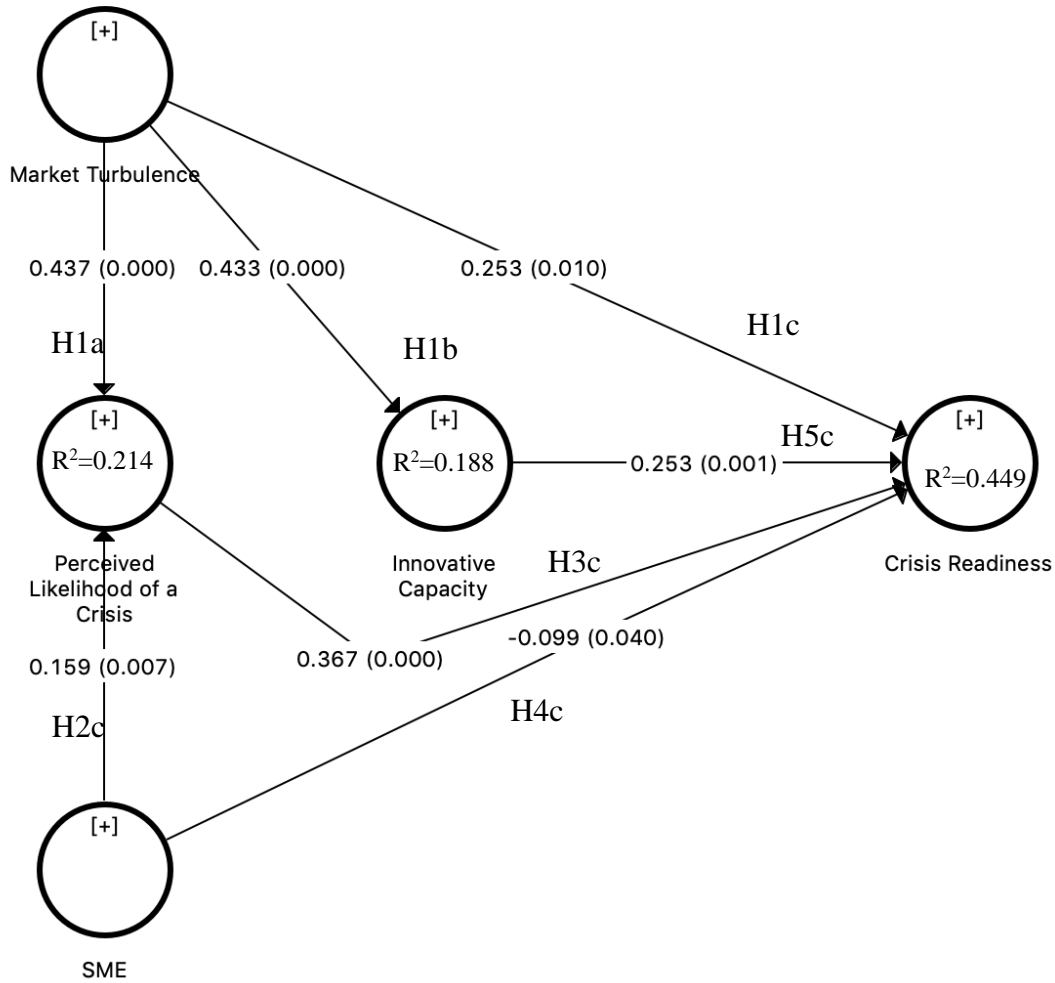 [+]
Market Turbulence
0.437 (0.000)
0.433 (0.000)
0.253 (0.010)
H1a
H1b
H1c
[+]
R²=0.214
Perceived
Likelihood of a
Crisis
[+]
R²=0.188
Innovative
Capacity
H5c
0.253 (0.001)
[+]
R²=0.449
Crisis Readiness
H3c
0.367 (0.000)
-0.099 (0.040)
H4c
0.159 (0.007)
H2c
[+]
SME